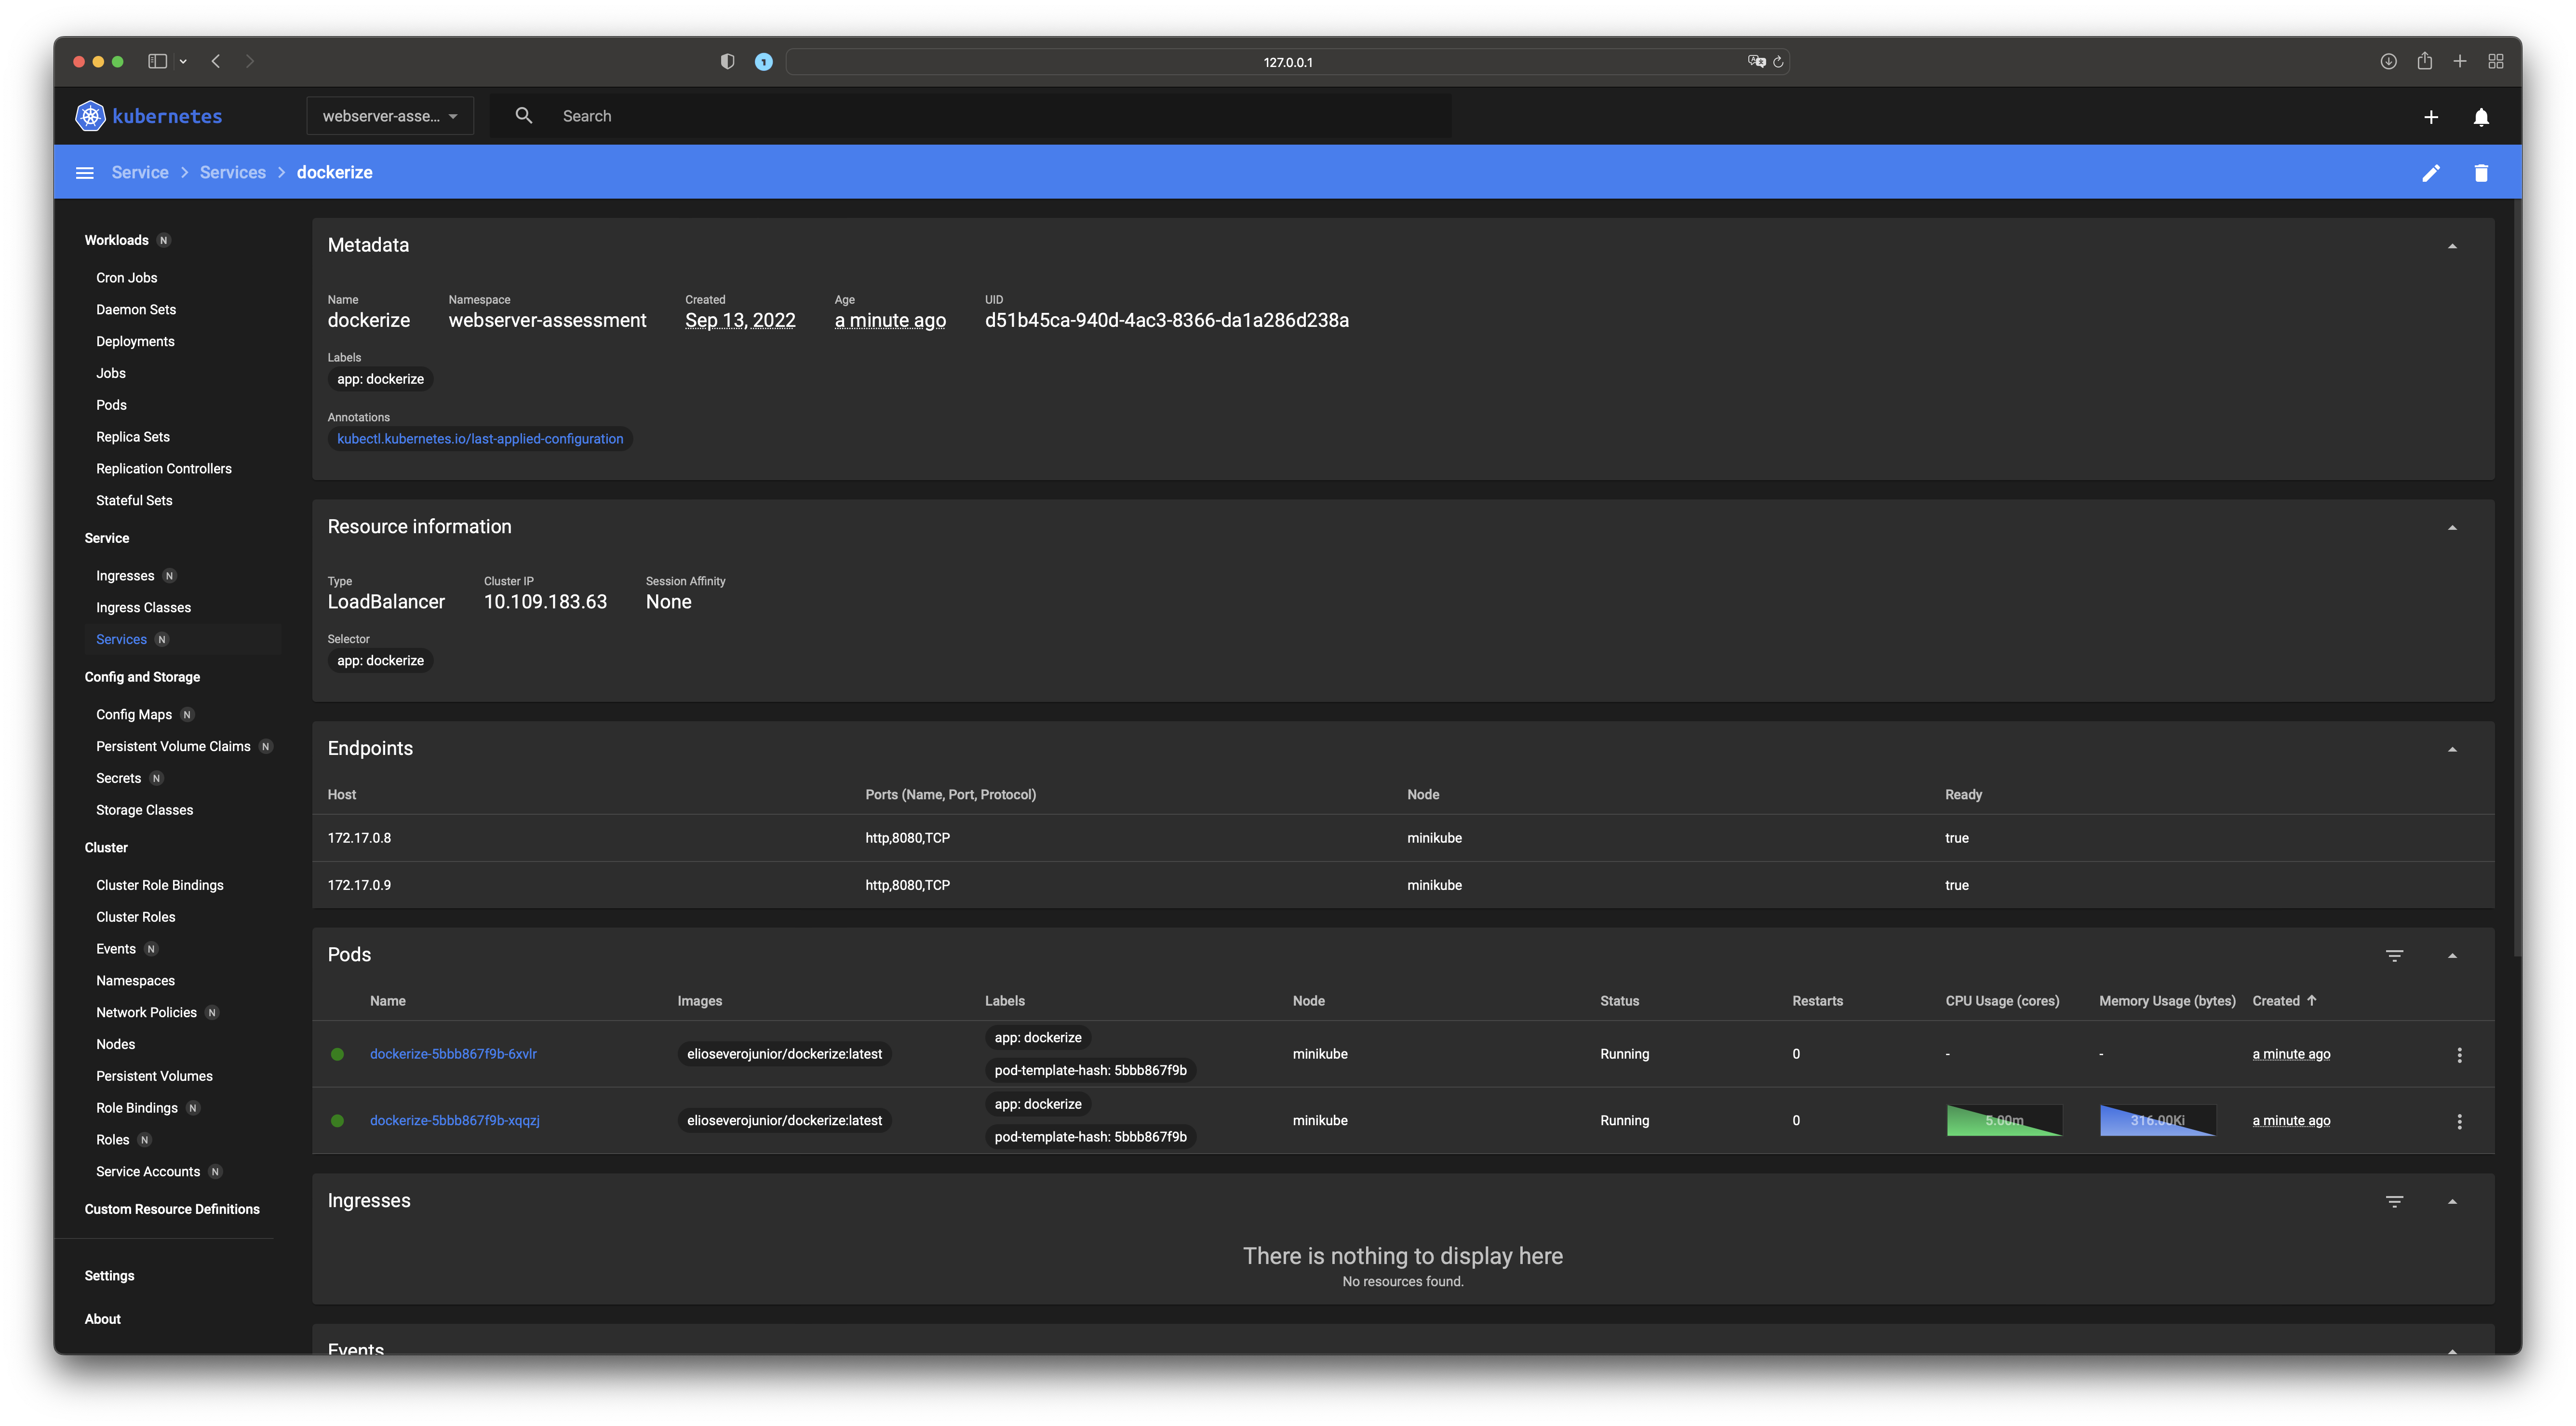 127.0.0.1
kubernetes
webserver-asse...
Search
Service > Services > dockerize
Workloads N
Cron Jobs
Daemon Sets
Deployments
Jobs
Pods
Replica Sets
Replication Controllers
Stateful Sets
Service
Ingresses N
Ingress Classes
Services N
Config and Storage
Config Maps N
Persistent Volume Claims N
Secrets N
Storage Classes
Cluster
Cluster Role Bindings
Cluster Roles
Events N
Namespaces
Network Policies N
Nodes
Persistent Volumes
Role Bindings N
Roles N
Service Accounts N
Custom Resource Definitions
Settings
About
Metadata
Name Namespace Created Age UID
dockerize webserver-assessment Sep 13, 2022 a minute ago d51b45ca-940d-4ac3-8366-da1a286d238a
Labels
app: dockerize
Annotations
kubectl.kubernetes.io/last-applied-configuration
Resource information
Type Cluster IP Session Affinity
LoadBalancer 10.109.183.63 None
Selector
app: dockerize
Endpoints
Host Ports (Name, Port, Protocol) Node Ready
172.17.0.8 http,8080,TCP minikube true
172.17.0.9 http,8080,TCP minikube true
Pods
Name Images Labels Node Status Restarts CPU Usage (cores) Memory Usage (bytes) Created
app: dockerize
dockerize-5bbb867f9b-6xvlr elioseverojunior/dockerize:latest minikube Running 0 - - a minute ago
pod-template-hash: 5bbb867f9b
app: dockerize
dockerize-5bbb867f9b-xqqzj elioseverojunior/dockerize:latest minikube Running 0 5.00m 316.00Ki a minute ago
pod-template-hash: 5bbb867f9b
Ingresses
There is nothing to display here
No resources found.
Events